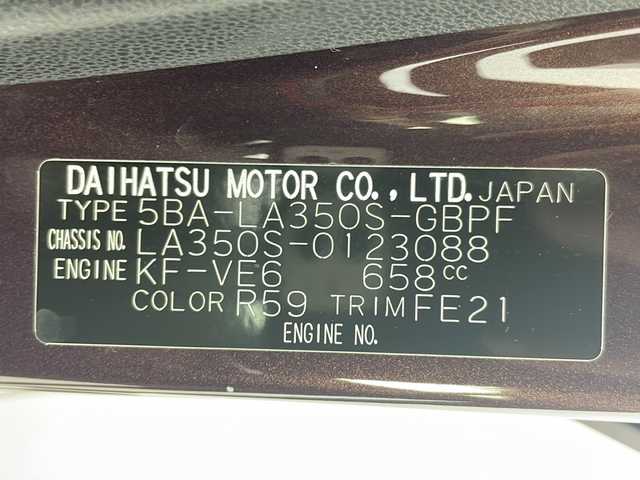 DAIHATSU MOTOR CO., LTD. JAPAN
TYPE 5BA-LA350S-GBPF
CHASSIS NO. LA350S-0123088
ENGINE KF-VE6 658cc
COLOR R59 TRIM FE21
ENGINE NO.